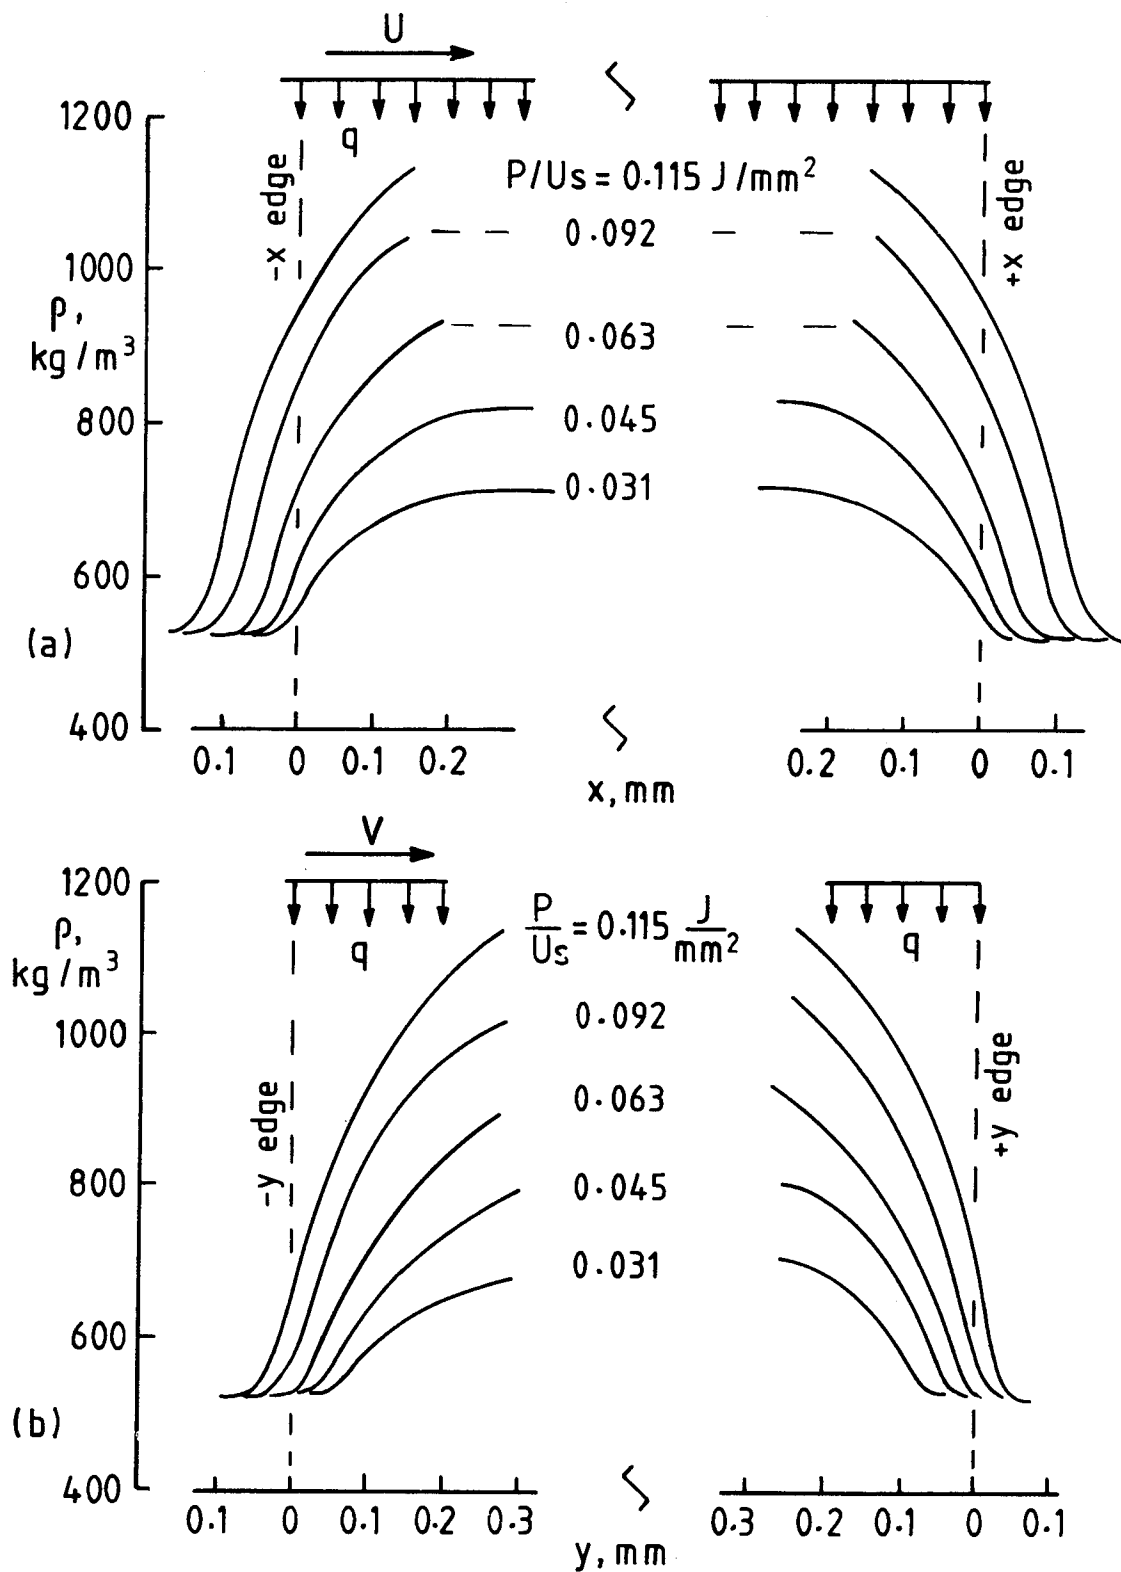 U
1200
q
-x edge
P/Us = 0.115 J/mm²
+x edge
0.092
1000
ρ,
kg/m³
0.063
800
0.045
0.031
600
(a)
400
0.1 0 0.1 0.2
0.2 0.1 0 0.1
x, mm
V
1200
ρ,
kg/m³
q
P/Us = 0.115 J/mm²
q
1000
0.092
-y edge
+y edge
0.063
800
0.045
0.031
600
(b)
400
0.1 0 0.1 0.2 0.3
0.3 0.2 0.1 0 0.1
y, mm